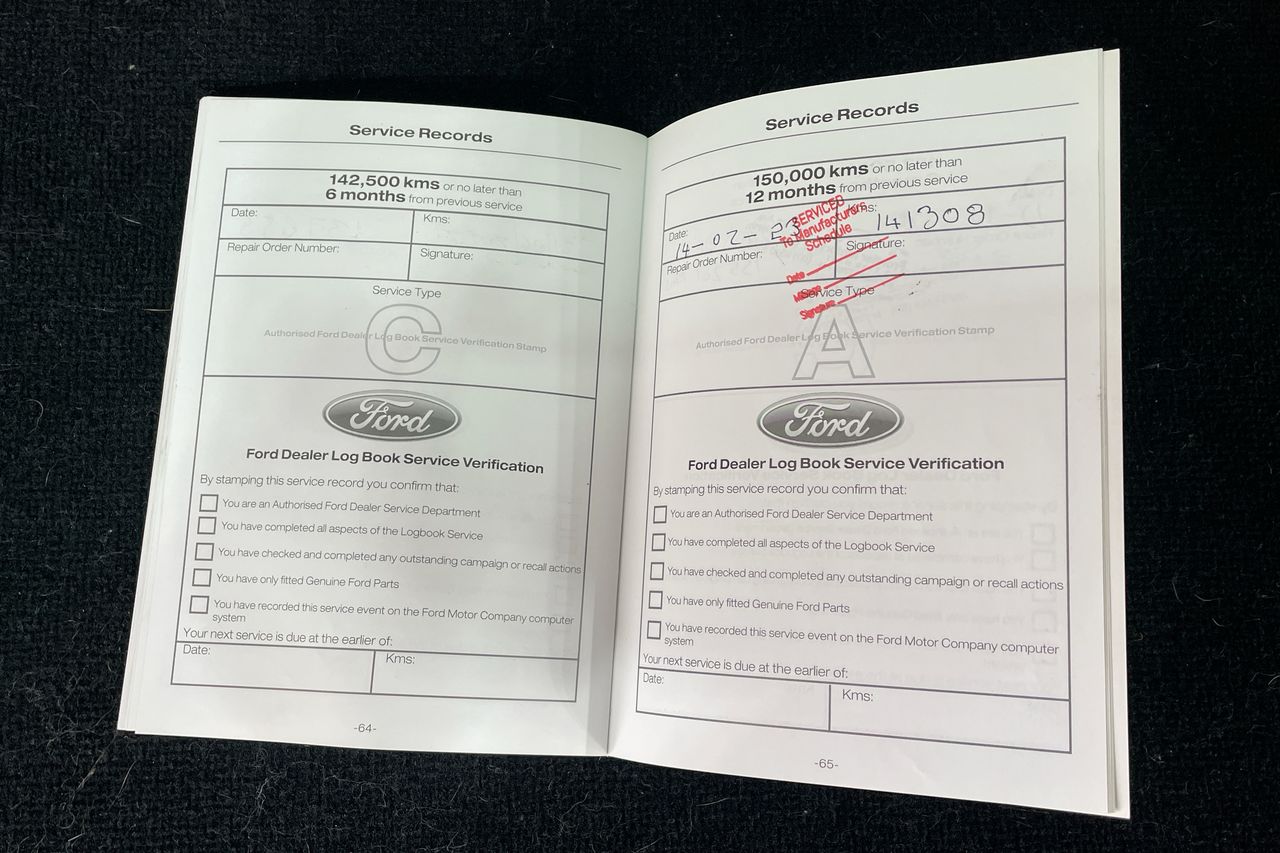 Service Records
142,500 kms or no later than
6 months from previous service
Date:
Kms:
Repair Order Number:
Signature:
Service Type
C
Authorised Ford Dealer Log Book Service Verification Stamp
Ford
Ford Dealer Log Book Service Verification
By stamping this service record you confirm that:
You are an Authorised Ford Dealer Service Department
You have completed all aspects of the Logbook Service
You have checked and completed any outstanding campaign or recall actions
You have only fitted Genuine Ford Parts
You have recorded this service event on the Ford Motor Company computer
system
Your next service is due at the earlier of:
Date:
Kms:
-64-
Service Records
150,000 kms or no later than
12 months from previous service
Date: 14-02-23
Kms: 141308
SERVICED
To Manufacturers
Schedule
Date
Signature
Repair Order Number:
Signature:
Service Type
A
Authorised Ford Dealer Log Book Service Verification Stamp
Ford
Ford Dealer Log Book Service Verification
By stamping this service record you confirm that:
You are an Authorised Ford Dealer Service Department
You have completed all aspects of the Logbook Service
You have checked and completed any outstanding campaign or recall actions
You have only fitted Genuine Ford Parts
You have recorded this service event on the Ford Motor Company computer
system
Your next service is due at the earlier of:
Date:
Kms:
-65-